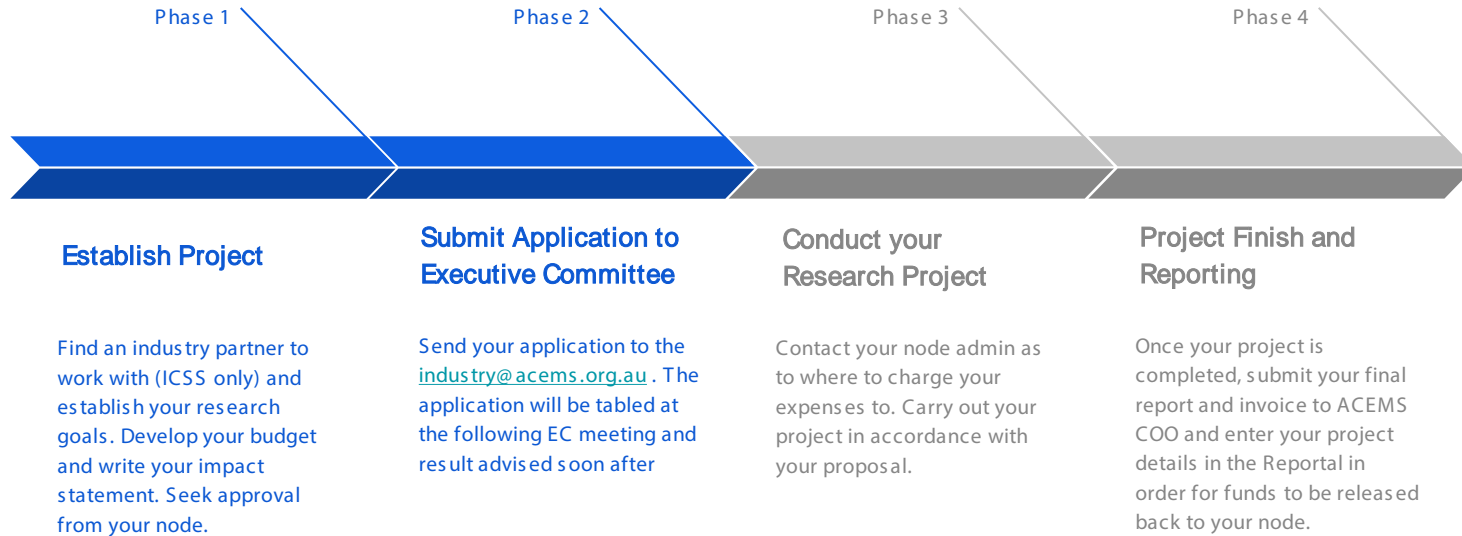 Phase 1
Phase 2
Phase 3
Phase 4
Establish Project
Submit Application to
Executive Committee
Conduct your
Research Project
Project Finish and
Reporting
Find an industry partner to
work with (ICSS only) and
establish your research
goals. Develop your budget
and write your impact
statement. Seek approval
from your node.
Send your application to the
industry@acems.org.au . The
application will be tabled at
the following EC meeting and
result advised soon after
Contact your node admin as
to where to charge your
expenses to. Carry out your
project in accordance with
your proposal.
Once your project is
completed, submit your final
report and invoice to ACEMS
COO and enter your project
details in the Reportal in
order for funds to be released
back to your node.